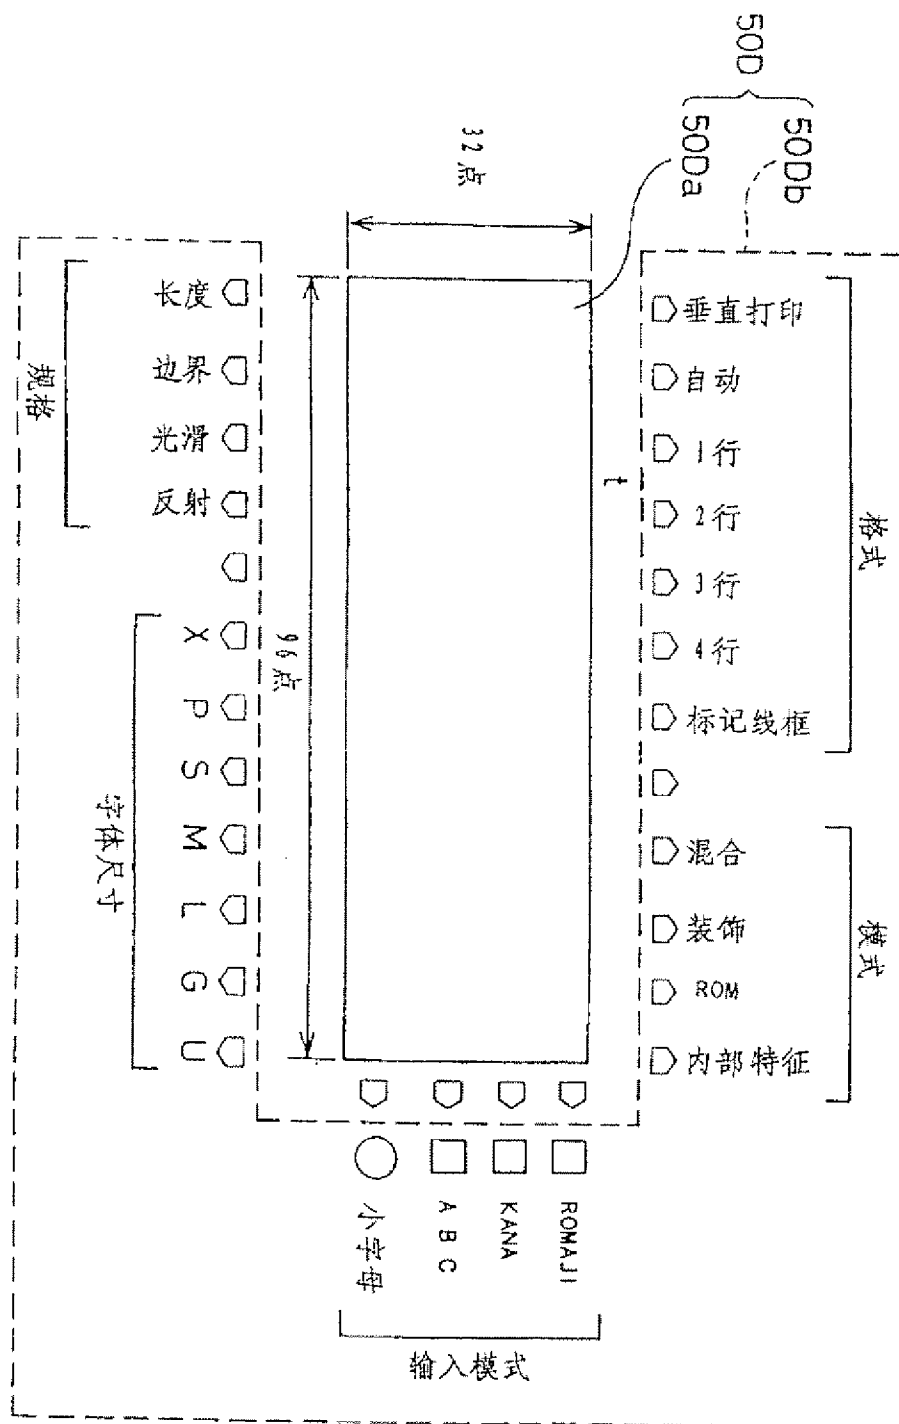 50D
50Db
50Da
32点
96点
t
垂直打印
自动
1行
2行
3行
4行
标记线框
格式
混合
装饰
ROM
内部特征
模式
长度
边界
光滑
反射
规格
X
P
S
M
L
G
U
字体尺寸
小字母
ABC
KANA
ROMAJI
输入模式